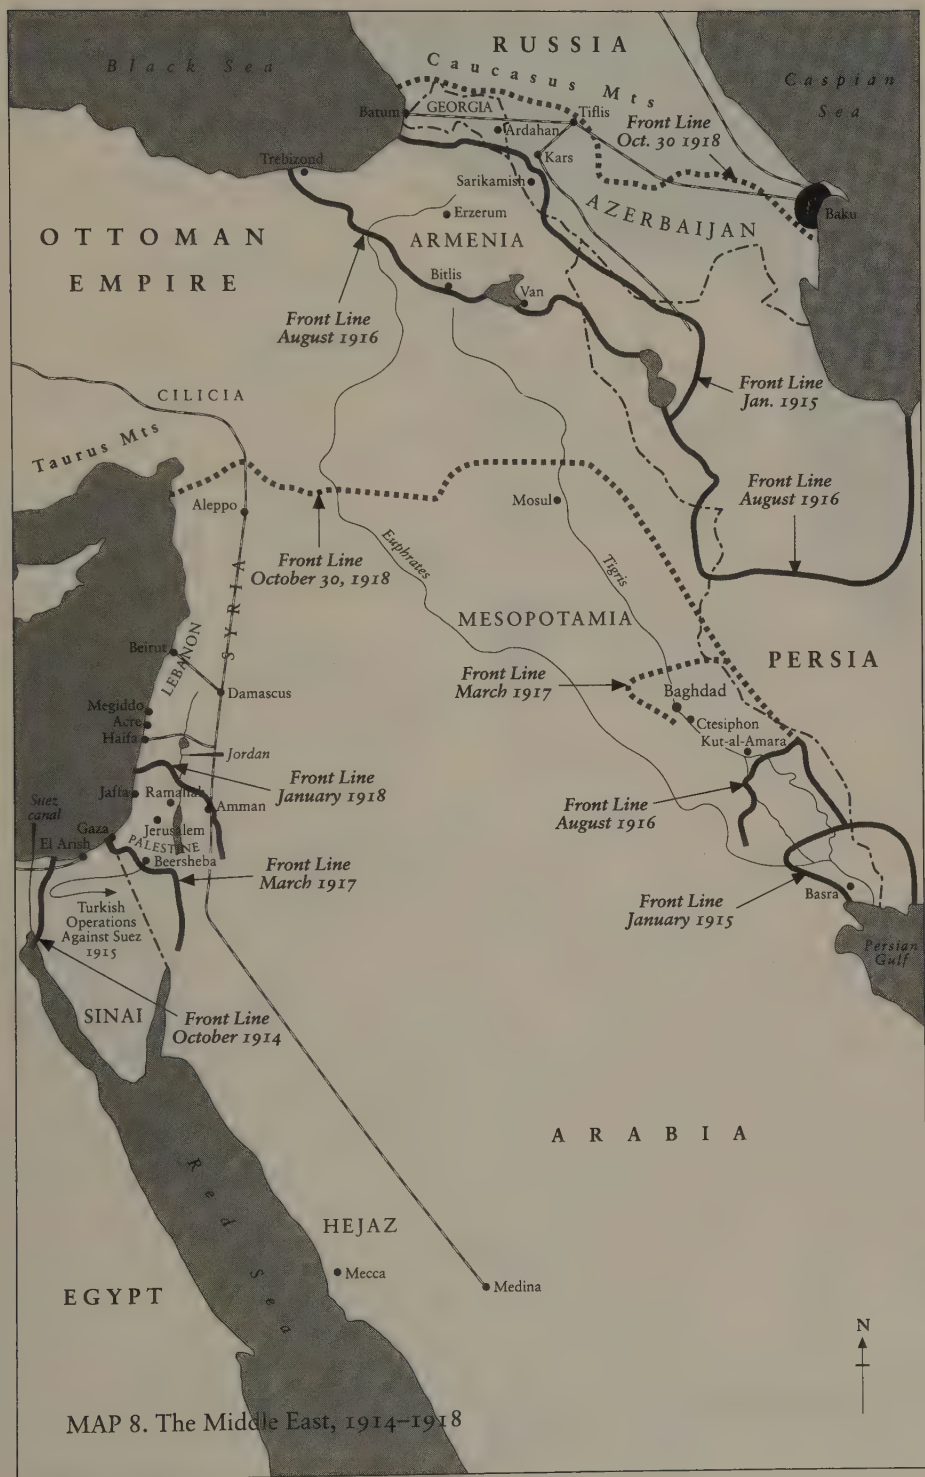 RUSSIA
Black Sea
Caucasus Mts
Caspian
Sea
Batum
GEORGIA
Tiflis
Ardahan
Front Line
Oct. 30 1918
Kars
Trebizond
Sarikamish
AZERBAIJAN
Baku
Erzerum
OTTOMAN
EMPIRE
ARMENIA
Bitlis
Van
Front Line
August 1916
CILICIA
Front Line
Jan. 1915
Taurus Mts
Aleppo
Mosul
Front Line
August 1916
Front Line
October 30, 1918
Euphrates
Tigris
SYRIA
MESOPOTAMIA
Beirut
LEBANON
PERSIA
Damascus
Front Line
March 1917
Baghdad
Megiddo
Acre
Haifa
Ctesiphon
Kut-al-Amara
Jordan
Front Line
January 1918
Suez
canal
Jaffa
Ramallah
Amman
Front Line
August 1916
Gaza
Jerusalem
El Arish
PALESTINE
Beersheba
Front Line
March 1917
Basra
Front Line
January 1915
Turkish
Operations
Against Suez
1915
Persian
Gulf
SINAI
Front Line
October 1914
ARABIA
Red Sea
HEJAZ
Mecca
Medina
EGYPT
N
MAP 8. The Middle East, 1914–1918